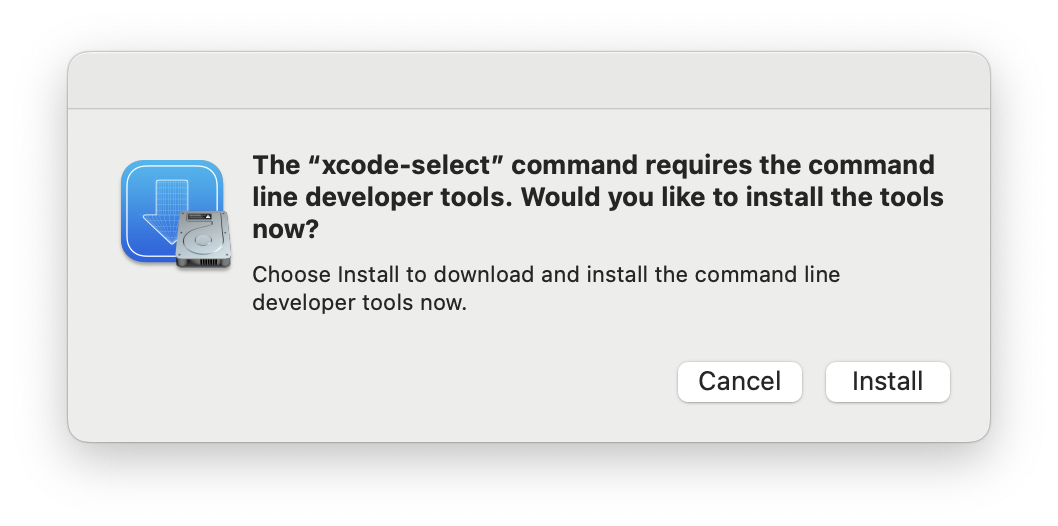 The “xcode-select” command requires the command
line developer tools. Would you like to install the tools
now?
Choose Install to download and install the command line
developer tools now.
Cancel
Install